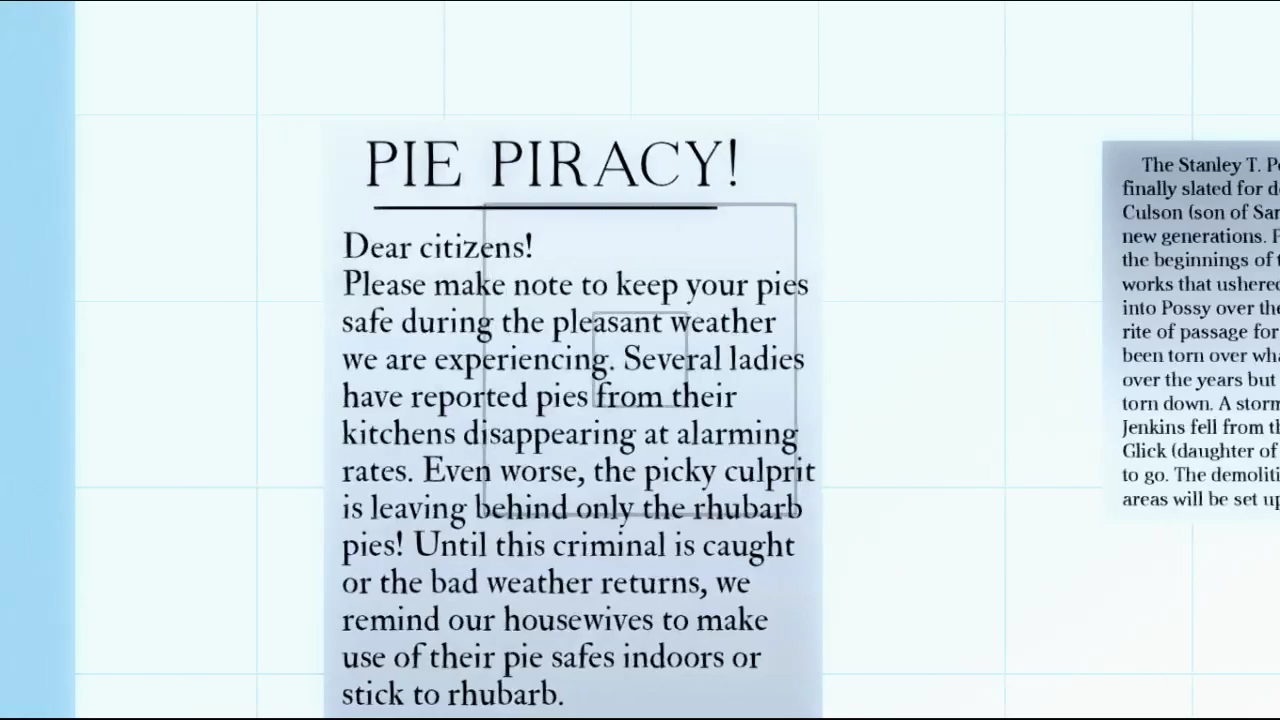 PIE PIRACY!
Dear citizens!
Please make note to keep your pies
safe during the pleasant weather
we are experiencing. Several ladies
have reported pies from their
kitchens disappearing at alarming
rates. Even worse, the picky culprit
is leaving behind only the rhubarb
pies! Until this criminal is caught
or the bad weather returns, we
remind our housewives to make
use of their pie safes indoors or
stick to rhubarb.
The Stanley T.
finally slated for
Culson (son of
new generations.
the beginnings of
works that ushered
into Possy over the
rite of passage for
been torn over
over the years but
torn down. A storm
Jenkins fell from
Glick (daughter of
to go. The
areas will be set up